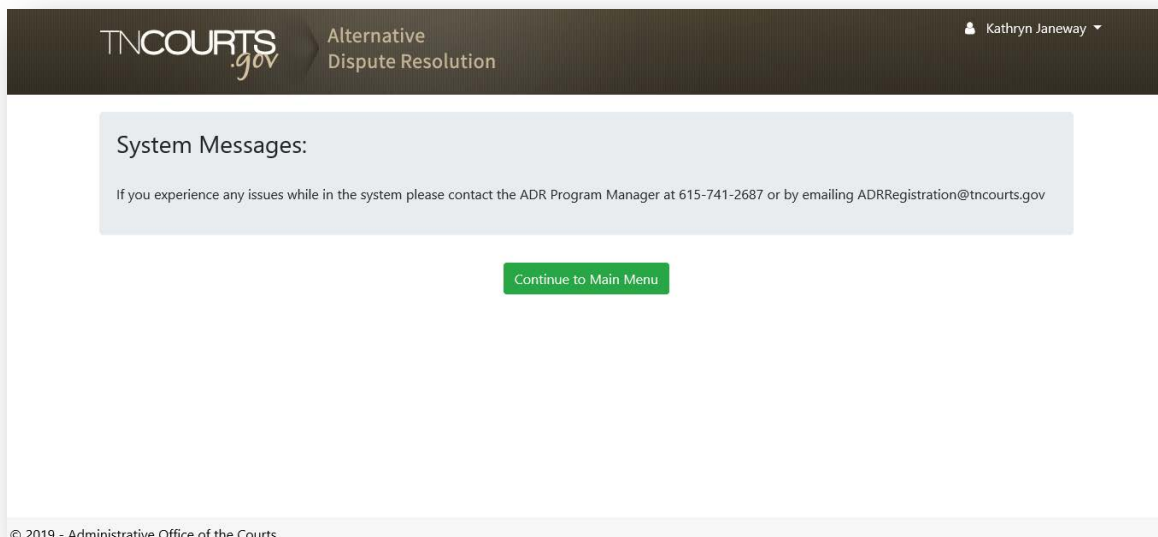 TNCOURTS
.gov
Alternative
Dispute Resolution
Kathryn Janeway
System Messages:
If you experience any issues while in the system please contact the ADR Program Manager at 615-741-2687 or by emailing ADRRegistration@tncourts.gov
Continue to Main Menu
© 2019 - Administrative Office of the Courts